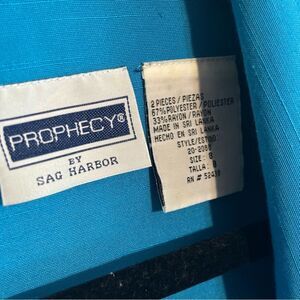 PROPHECY®
BY
SAG HARBOR
2 PIECES / PIEZAS
67% POLYESTER / POLIESTER
33% RAYON / RAYON
MADE IN SRI LANKA
HECHO EN SRI LANKA
STYLE/ESTILO:
SIZE: 8
TALLA: 8
RN #